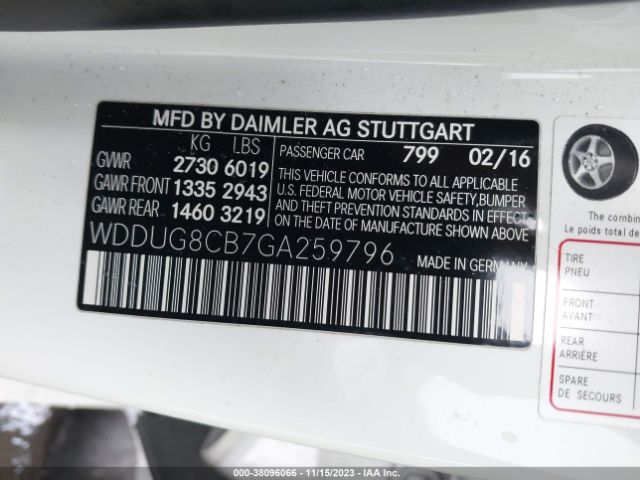 MFD BY DAIMLER AG STUTTGART
KG LBS
GVWR 2730 6019
GAWR FRONT 1335 2943
GAWR REAR 1460 3219
PASSENGER CAR 799 02/16
THIS VEHICLE CONFORMS TO ALL APPLICABLE
U.S. FEDERAL MOTOR VEHICLE SAFETY, BUMPER
AND THEFT PREVENTION STANDARDS IN EFFECT
ON THE DATE OF MANUFACTURE SHOWN ABOVE
WDDUG8CB7GA259796
MADE IN GERMANY
The combined
Le poids total de
TIRE
PNEU
FRONT
AVANT
REAR
ARRIÈRE
SPARE
DE SECOURS
000-38096066 — 11/15/2023 — IAA Inc.